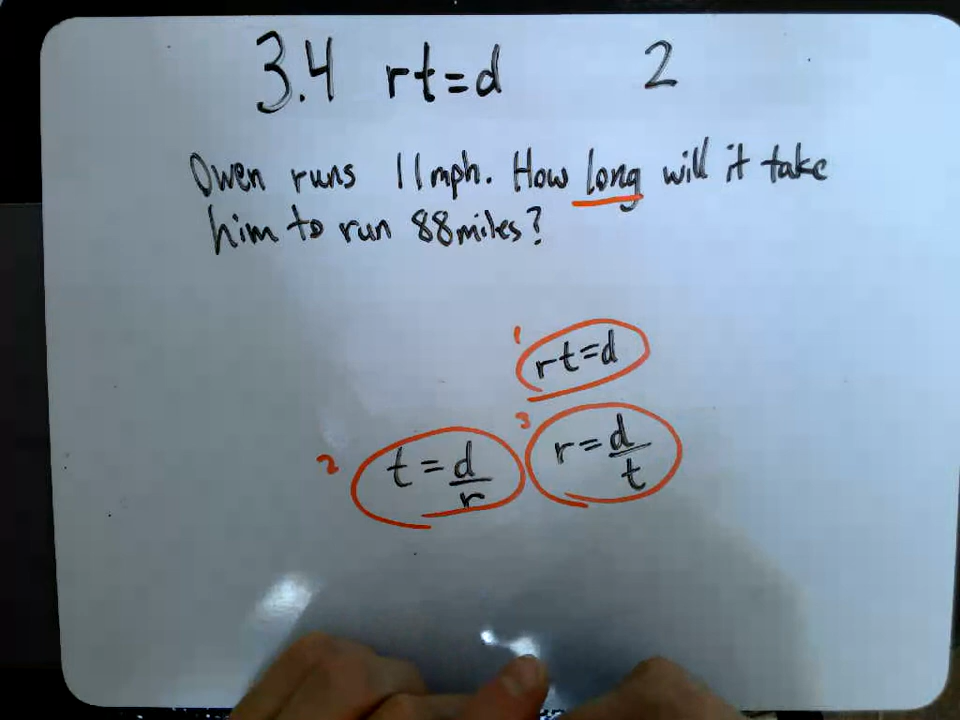 3.4 rt=d 2
Owen runs 11mph. How long will it take
him to run 88miles?
1
rt=d
2
t=d/r
3
r=d/t